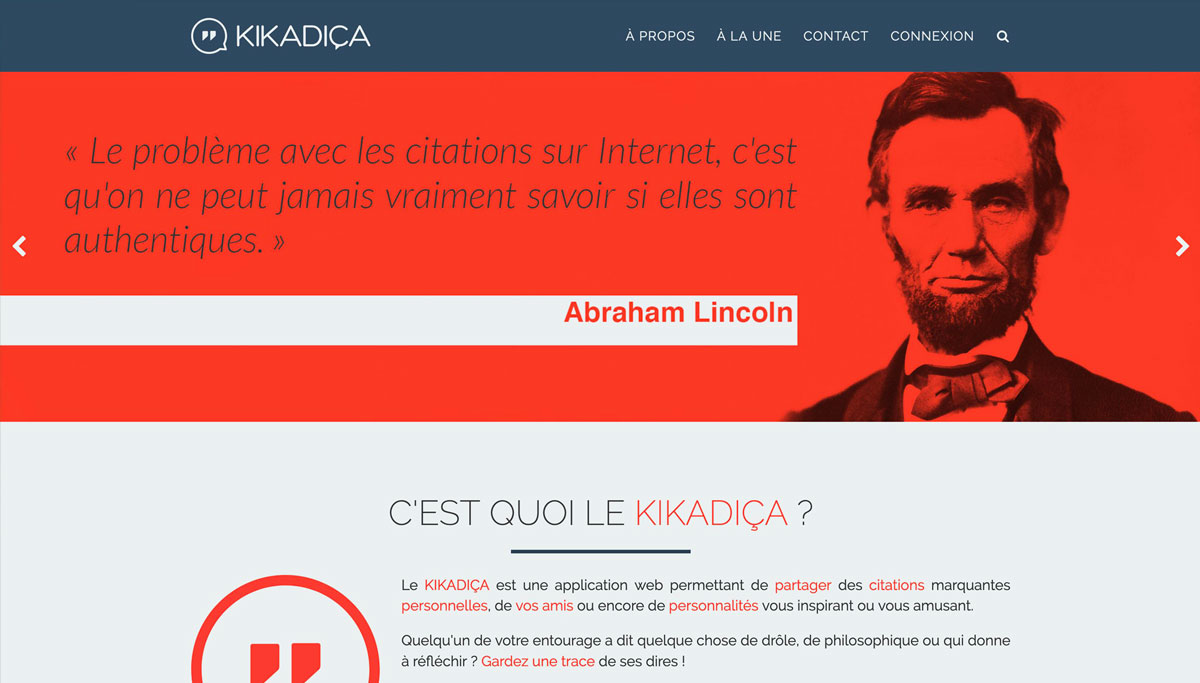 KIKADIÇA
À PROPOS À LA UNE CONTACT CONNEXION
« Le problème avec les citations sur Internet, c'est
qu'on ne peut jamais vraiment savoir si elles sont
authentiques. »
Abraham Lincoln
C'EST QUOI LE KIKADIÇA ?
Le KIKADIÇA est une application web permettant de partager des citations marquantes
personnelles, de vos amis ou encore de personnalités vous inspirant ou vous amusant.
Quelqu'un de votre entourage a dit quelque chose de drôle, de philosophique ou qui donne
à réfléchir ? Gardez une trace de ses dires !